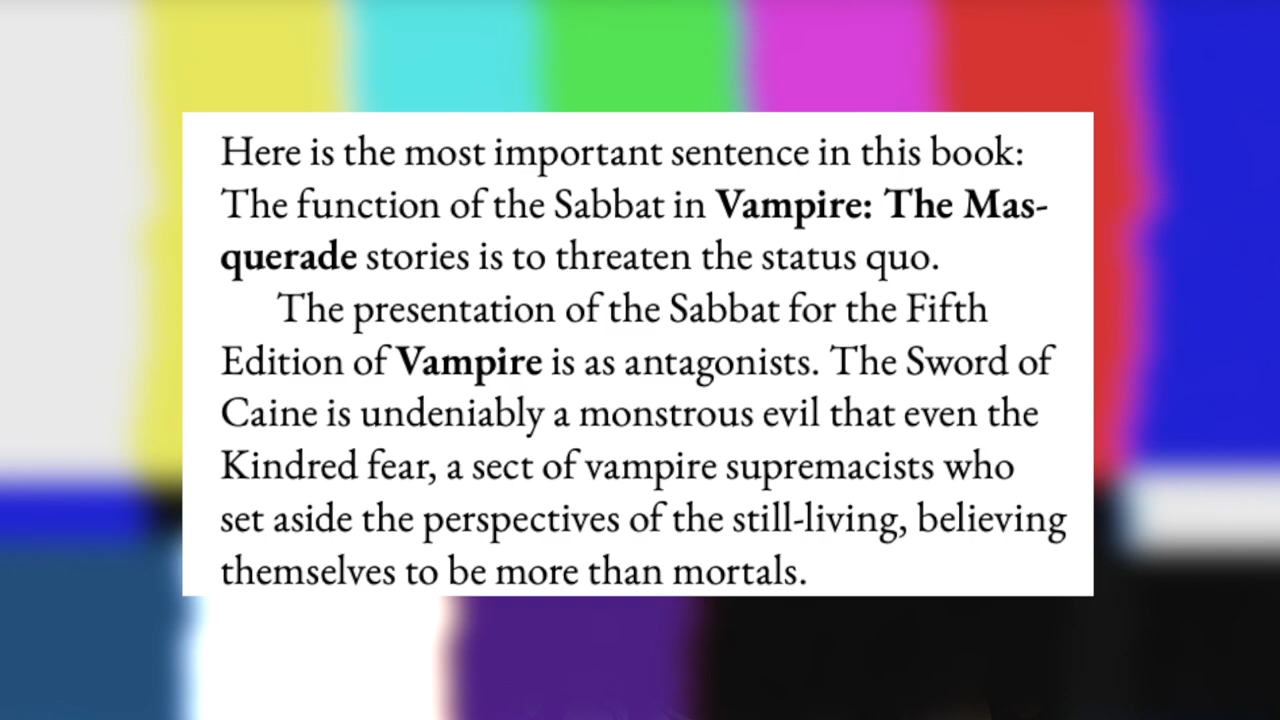 Here is the most important sentence in this book:
The function of the Sabbat in Vampire: The Mas-
querade stories is to threaten the status quo.
The presentation of the Sabbat for the Fifth
Edition of Vampire is as antagonists. The Sword of
Caine is undeniably a monstrous evil that even the
Kindred fear, a sect of vampire supremacists who
set aside the perspectives of the still-living, believing
themselves to be more than mortals.